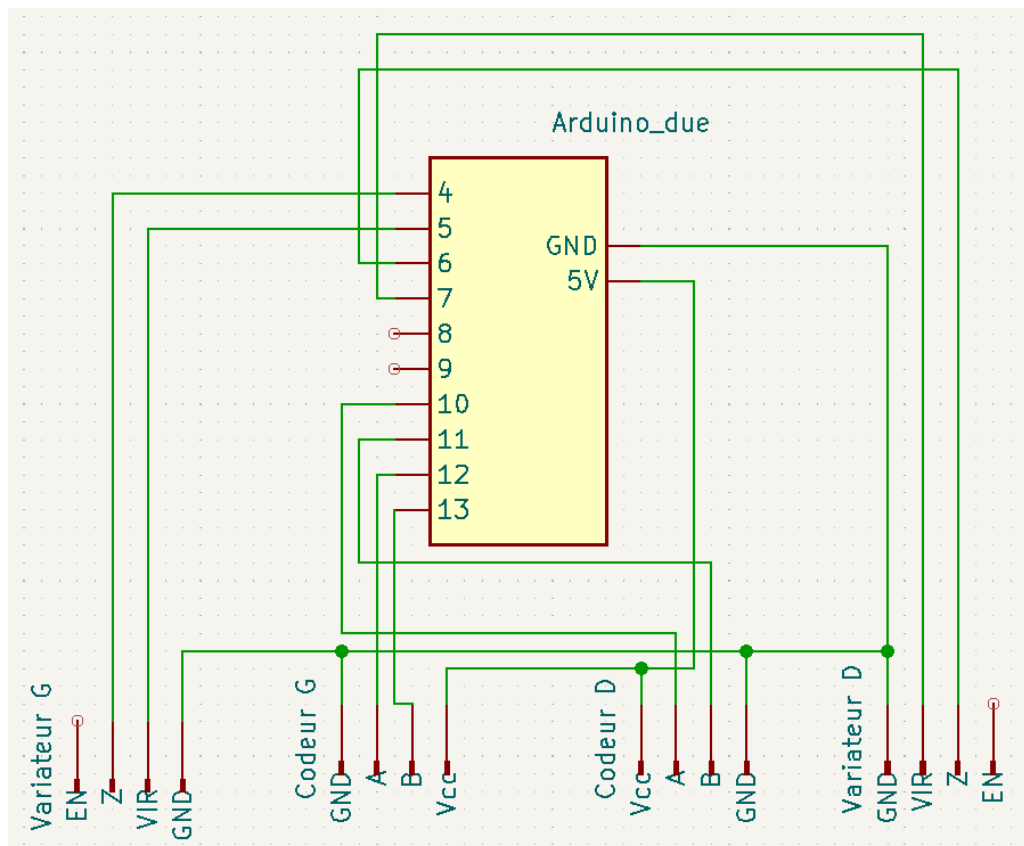 Arduino_due
4
5
6
7
8
9
10
11
12
13
GND
5V
Variateur G
EN
Z
VIR
GND
Codeur G
GND
A
B
Vcc
Codeur D
Vcc
A
B
GND
Variateur D
GND
VIR
Z
EN